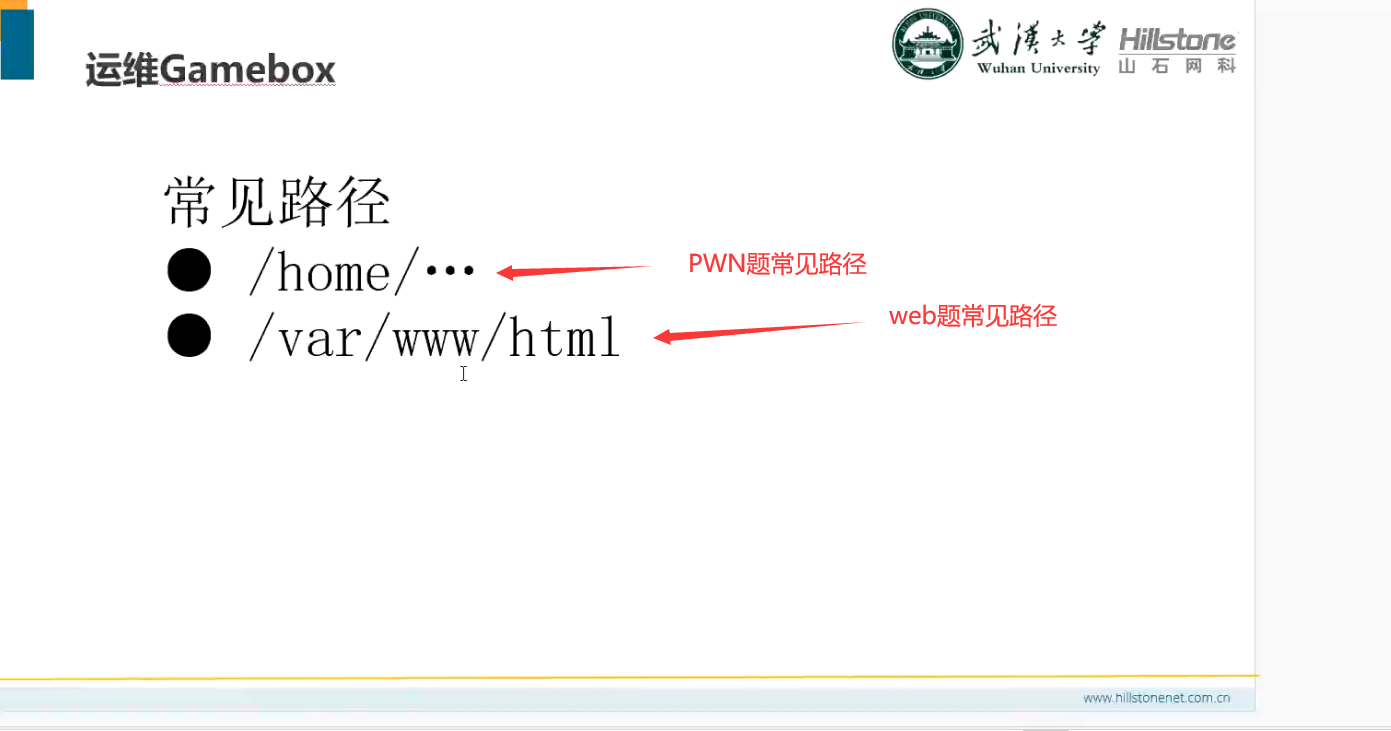 武汉大学
Wuhan University
Hillstone
山石网科
运维Gamebox
常见路径
● /home/…
PWN题常见路径
● /var/www/html
web题常见路径
www.hillstonenet.com.cn